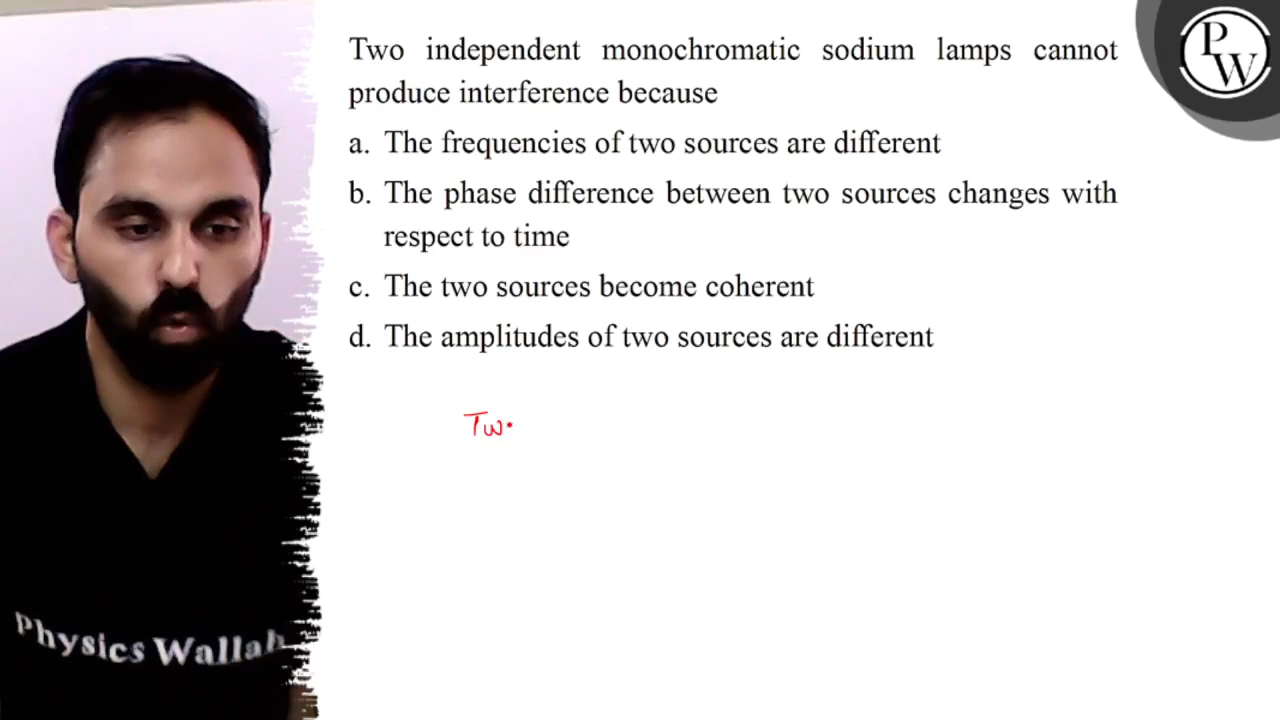 Two independent monochromatic sodium lamps cannot
produce interference because
a. The frequencies of two sources are different
b. The phase difference between two sources changes with
respect to time
c. The two sources become coherent
d. The amplitudes of two sources are different
Tw.
PW
Physics Wallah